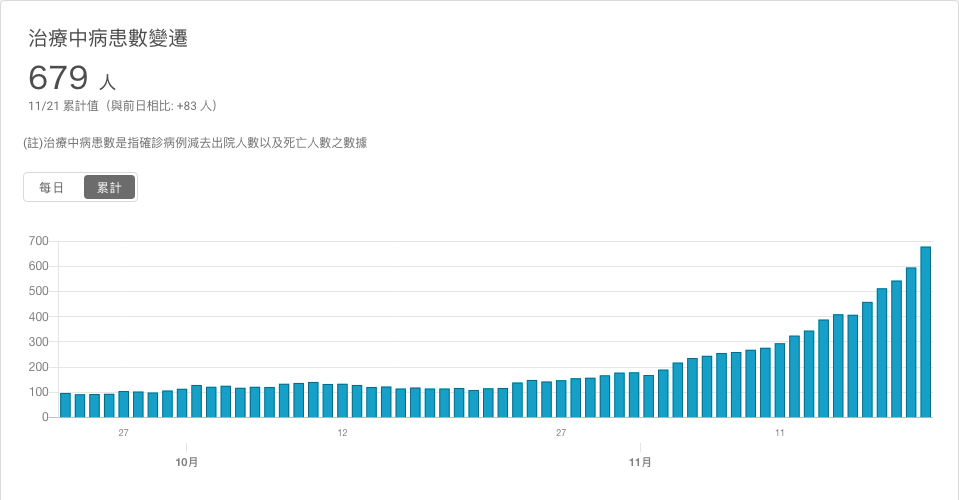 治療中病患數變遷
679 人
11/21 累計值（與前日相比: +83 人）
(註)治療中病患數是指確診病例減去出院人數以及死亡人數之數據
每日 累計
700
600
500
400
300
200
100
0
27 12 27 11
10月 11月